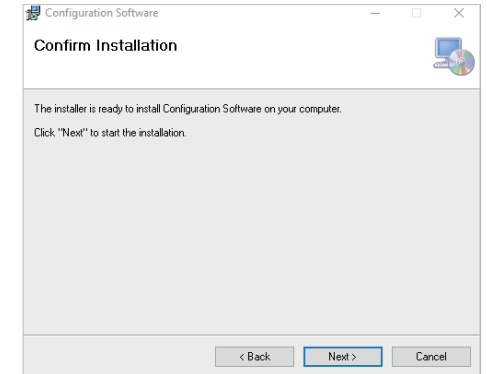 Configuration Software
Confirm Installation
The installer is ready to install Configuration Software on your computer.
Click "Next" to start the installation.
< Back
Next >
Cancel